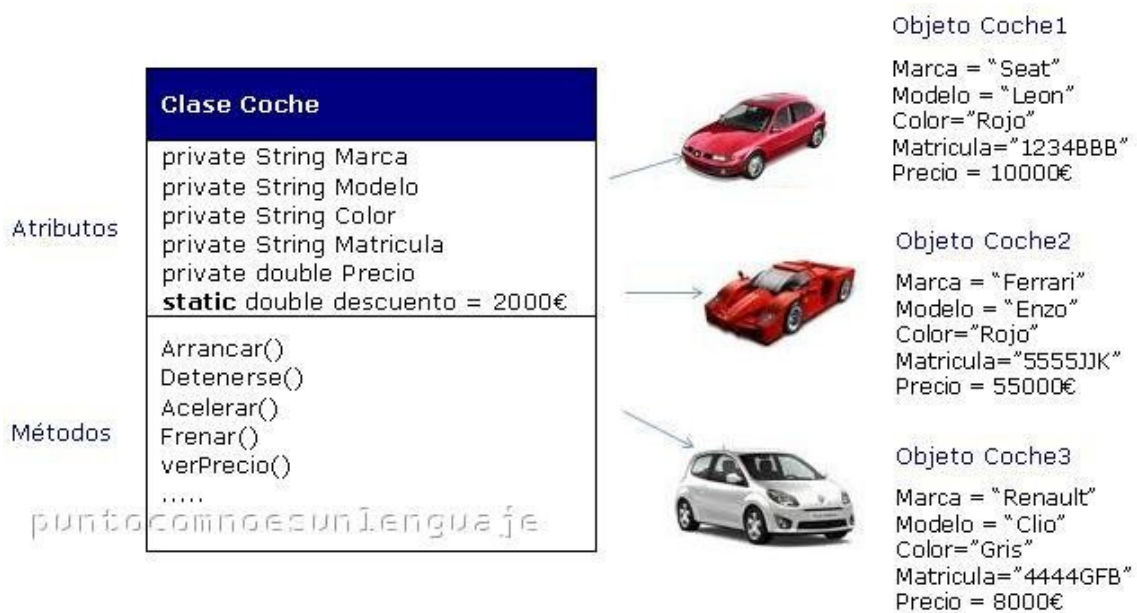 Clase Coche
Atributos
private String Marca
private String Modelo
private String Color
private String Matricula
private double Precio
static double descuento = 2000€
Métodos
Arrancar()
Detenerse()
Acelerar()
Frenar()
verPrecio()
.....
puntocomnoesunlenguaje
Objeto Coche1
Marca = “Seat”
Modelo = “Leon”
Color=”Rojo”
Matricula=”1234BBB”
Precio = 10000€
Objeto Coche2
Marca = “Ferrari”
Modelo = “Enzo”
Color=”Rojo”
Matricula=”5555JJK”
Precio = 55000€
Objeto Coche3
Marca = “Renault”
Modelo = “Clio”
Color=”Gris”
Matricula=”4444GFB”
Precio = 8000€